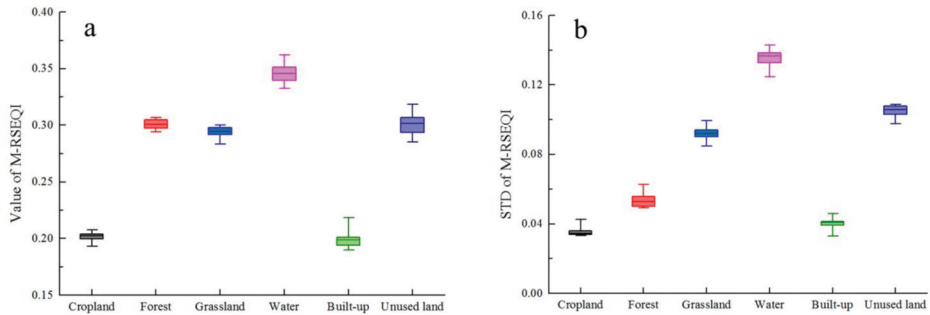 a
0.40
0.35
0.30
0.25
0.20
0.15
Value of M-RSEQI
Cropland Forest Grassland Water Built-up Unused land
b
0.16
0.12
0.08
0.04
0.00
STD of M-RSEQI
Cropland Forest Grassland Water Built-up Unused land